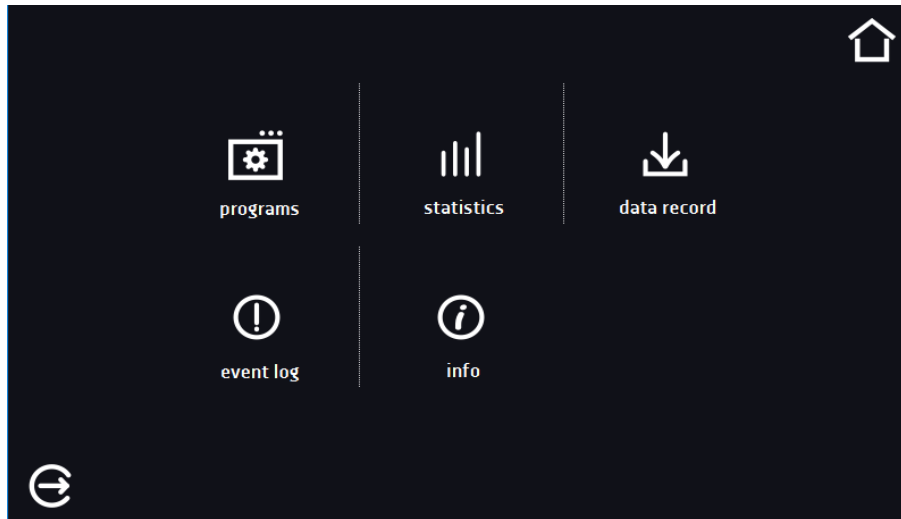 programs
statistics
data record
event log
info